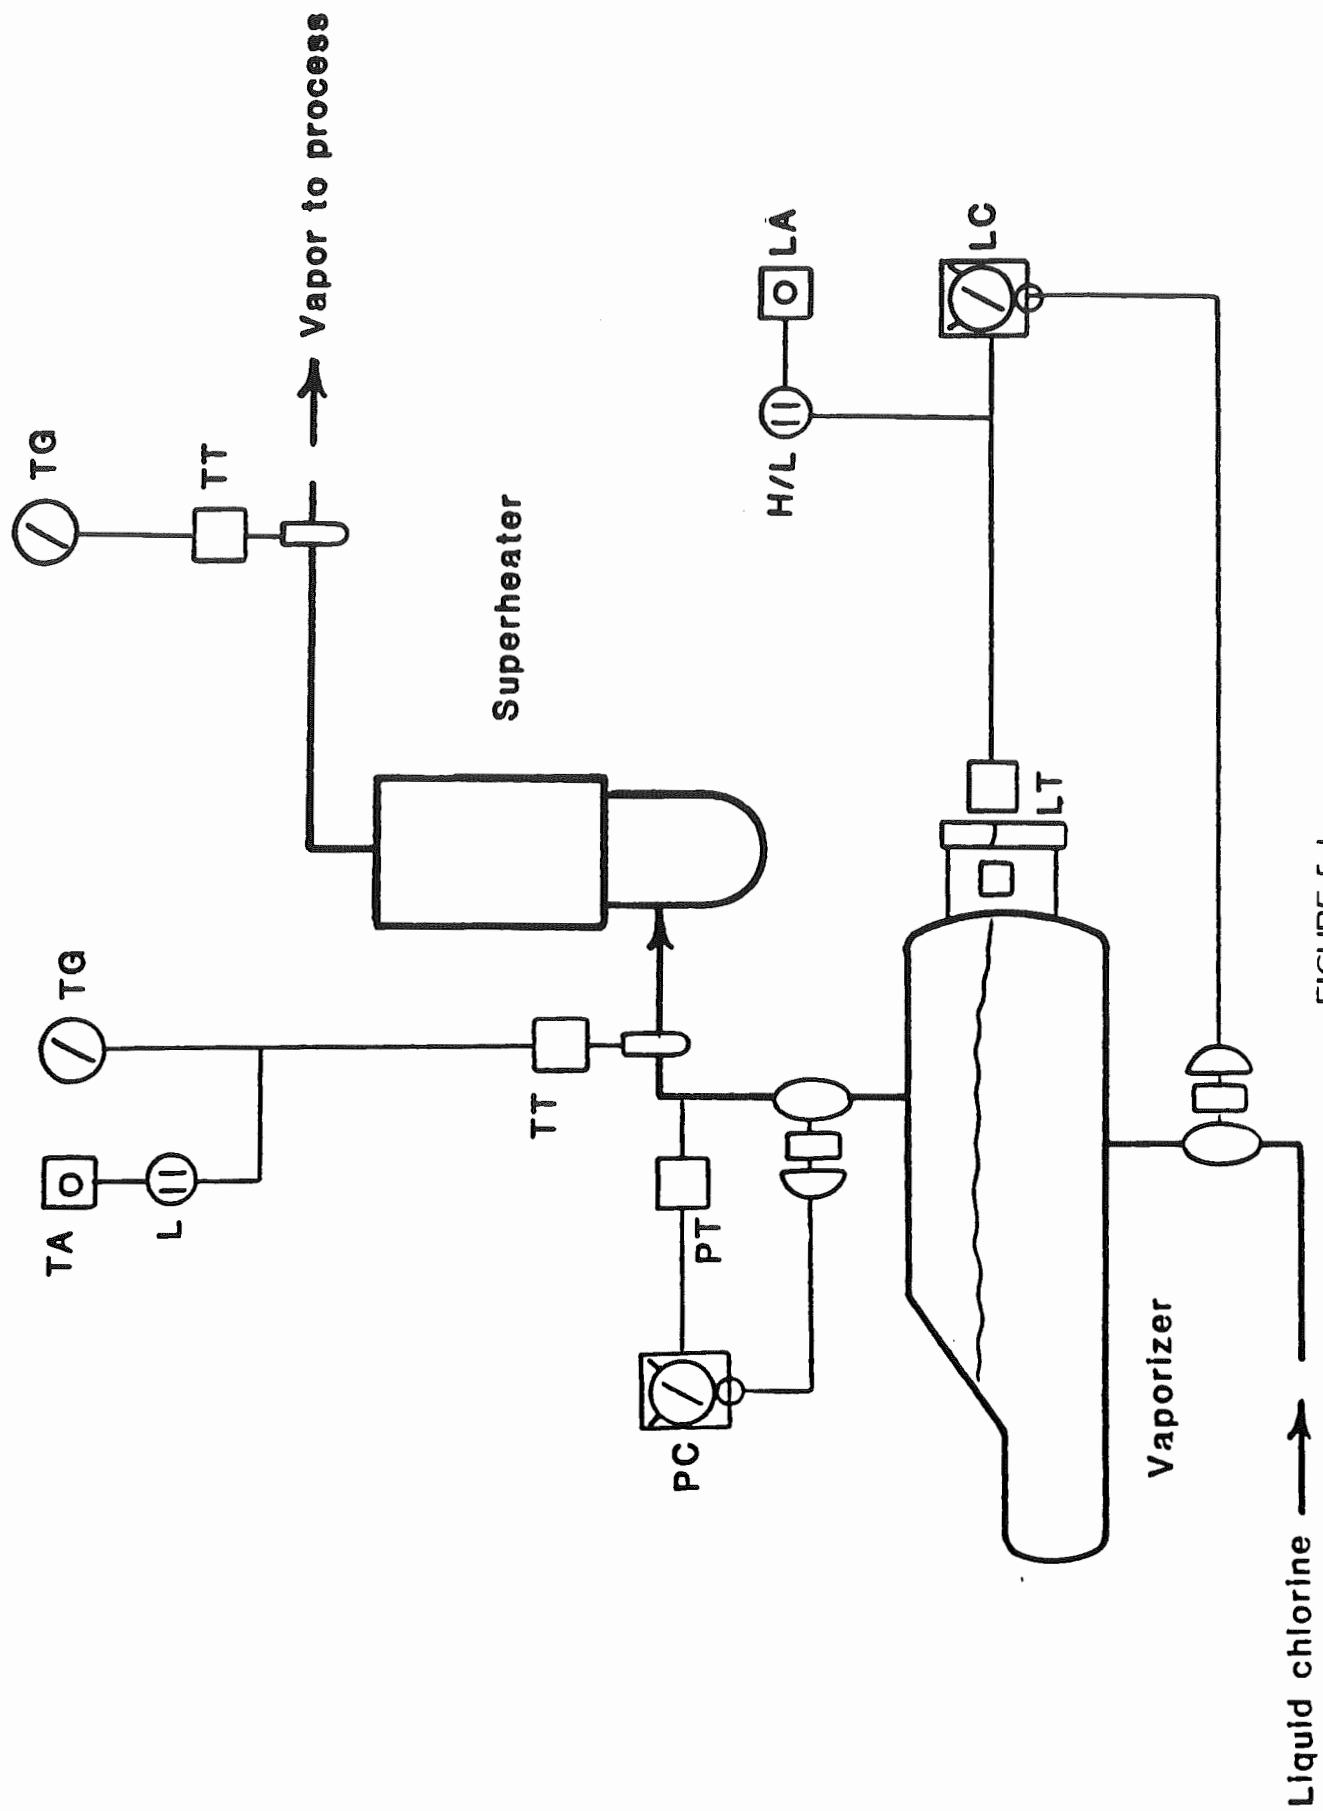 TG
TT
Vapor to process
TA
L
TG
TT
Superheater
H/L
LA
PC
PT
LT
LC
Vaporizer
Liquid chlorine